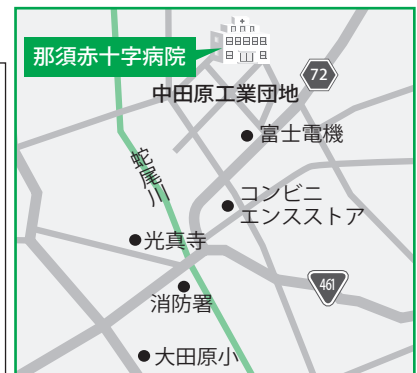 那須赤十字病院
72
中田原工業団地
富士電機
蛇尾川
コンビニ
エンスストア
光真寺
461
消防署
大田原小